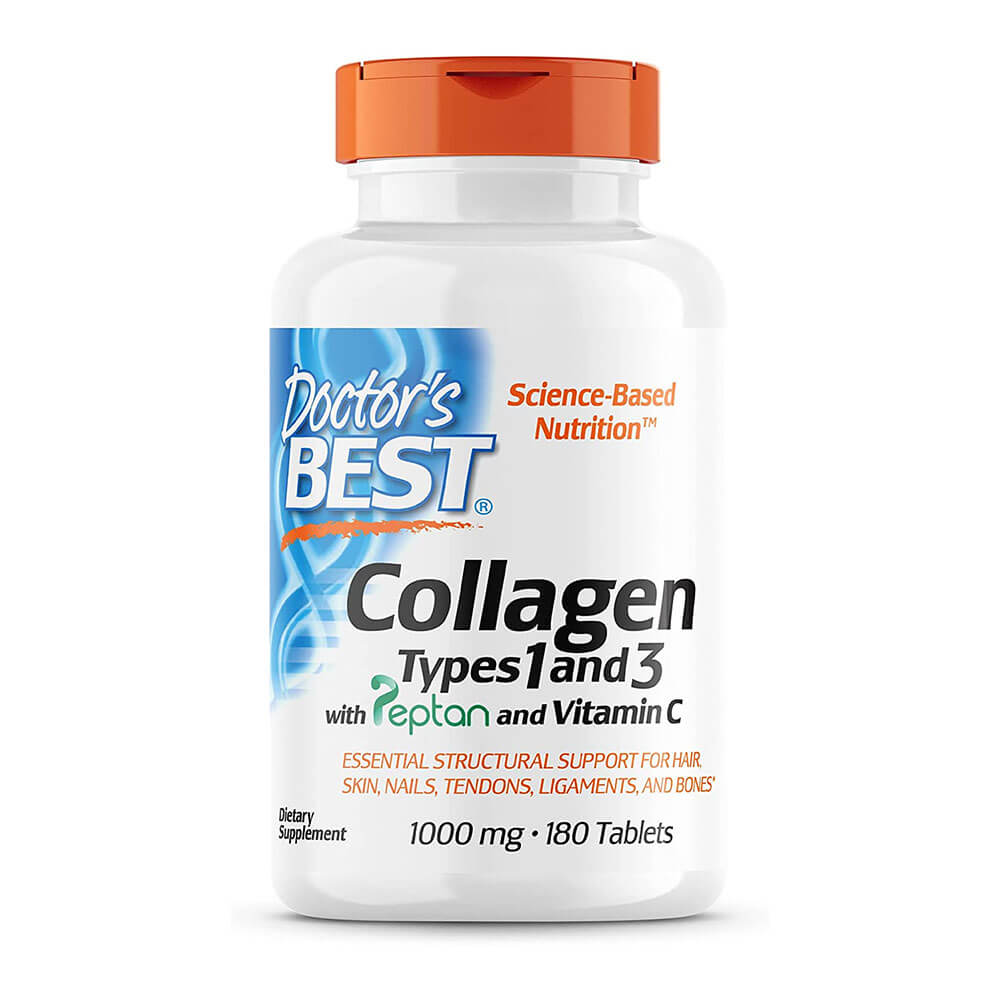 Doctor's
BEST®
Science-Based
Nutrition™
Collagen
Types 1 and 3
with Peptan and Vitamin C
ESSENTIAL STRUCTURAL SUPPORT FOR HAIR,
SKIN, NAILS, TENDONS, LIGAMENTS, AND BONES*
Dietary
Supplement
1000 mg • 180 Tablets